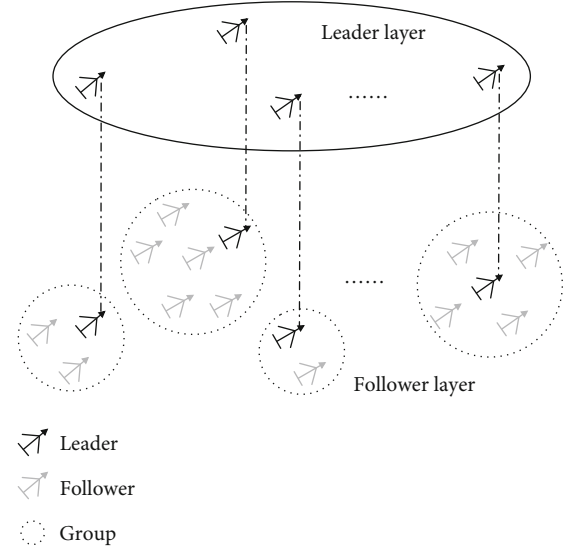 Leader layer
......
......
Follower layer
Leader
Follower
Group